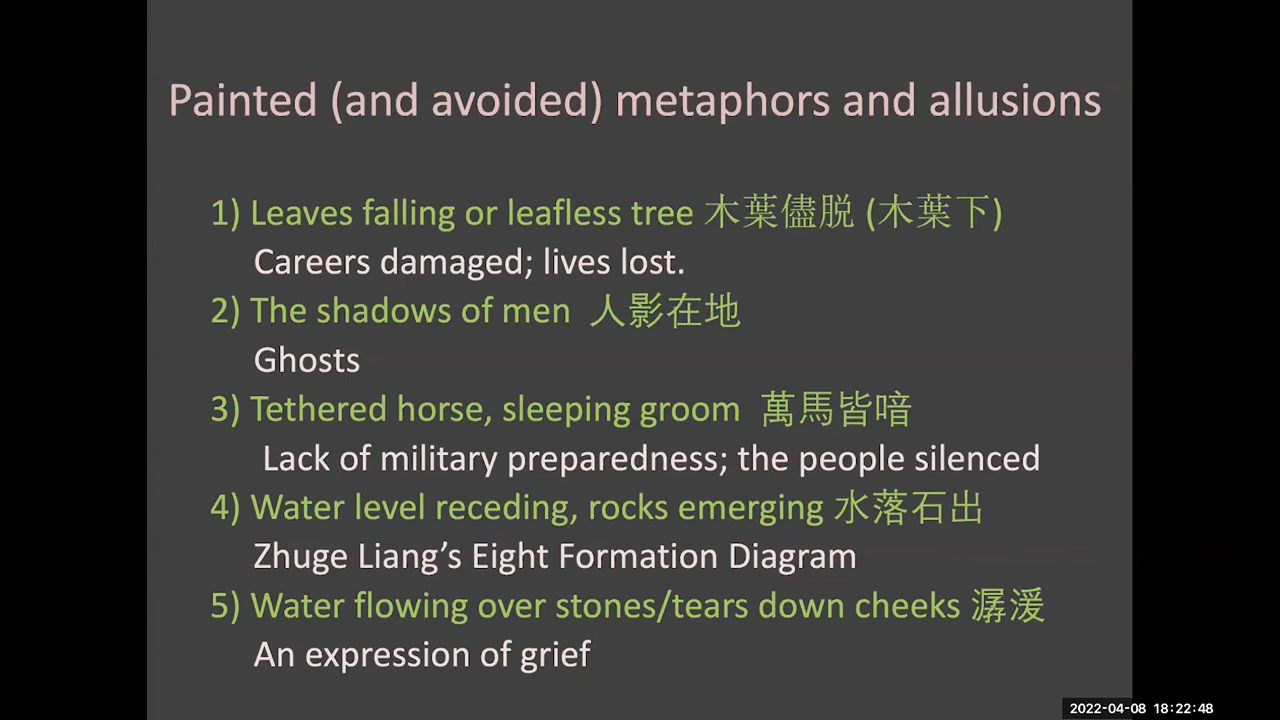 Painted (and avoided) metaphors and allusions
1) Leaves falling or leafless tree 木葉儘脱 (木葉下)
Careers damaged; lives lost.
2) The shadows of men 人影在地
Ghosts
3) Tethered horse, sleeping groom 萬馬皆喑
Lack of military preparedness; the people silenced
4) Water level receding, rocks emerging 水落石出
Zhuge Liang’s Eight Formation Diagram
5) Water flowing over stones/tears down cheeks 潺湲
An expression of grief
2022-04-08 18:22:48